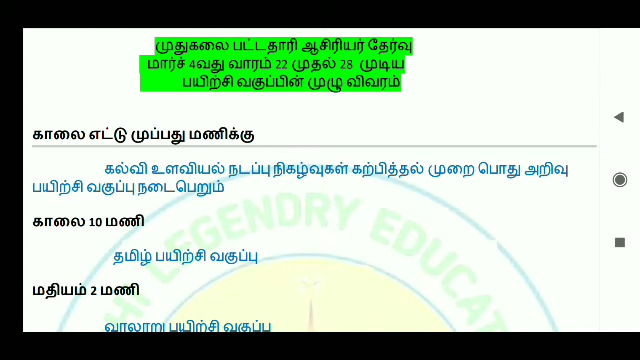 முதுகலை பட்டதாரி ஆசிரியர் தேர்வு
மார்ச் 4வது வாரம் 22 முதல் 28 முடிய
பயிற்சி வகுப்பின் முழு விவரம்
காலை எட்டு முப்பது மணிக்கு
கல்வி உளவியல் நடப்பு நிகழ்வுகள் கற்பித்தல் முறை பொது அறிவு
பயிற்சி வகுப்பு நடைபெறும்
காலை 10 மணி
தமிழ் பயிற்சி வகுப்பு
மதியம் 2 மணி
வரலாறு பயிற்சி வகுப்பு
LEGENDRY EDUCAT